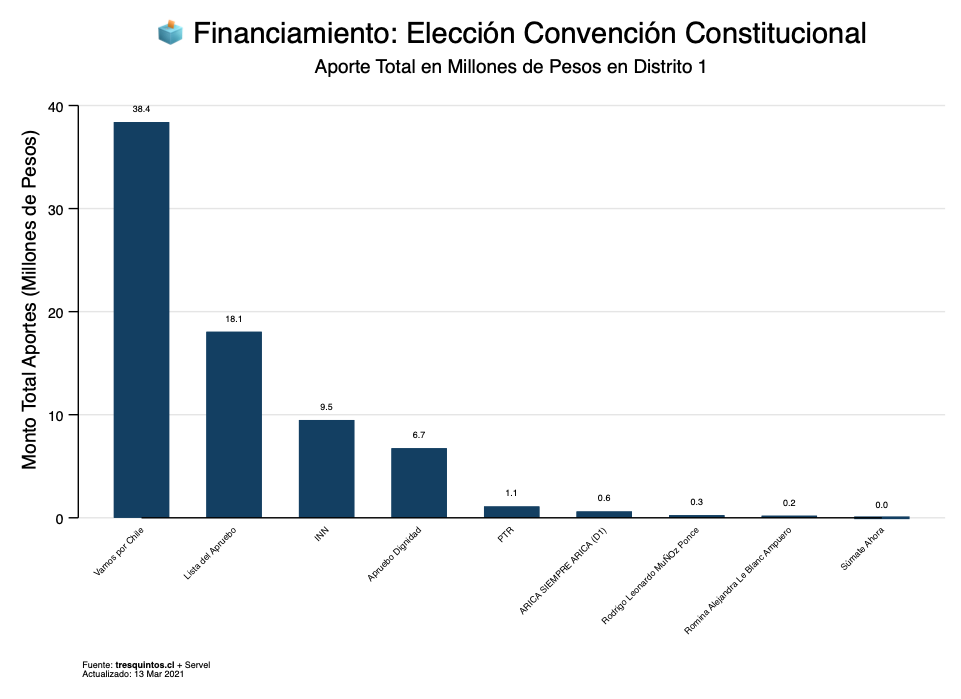 Financiamiento: Elección Convención Constitucional
Aporte Total en Millones de Pesos en Distrito 1
Monto Total Aportes (Millones de Pesos)
40
30
20
10
0
38.4
18.1
9.5
6.7
1.1
0.6
0.3
0.2
0.0
Vamos por Chile
Lista del Apruebo
INN
Apruebo Dignidad
PTR
ARICA SIEMPRE ARICA (D1)
Rodrigo Leonardo MuÑOz Ponce
Romina Alejandra Le Blanc Ampuero
Súmate Ahora
Fuente: tresquintos.cl + Servel
Actualizado: 13 Mar 2021